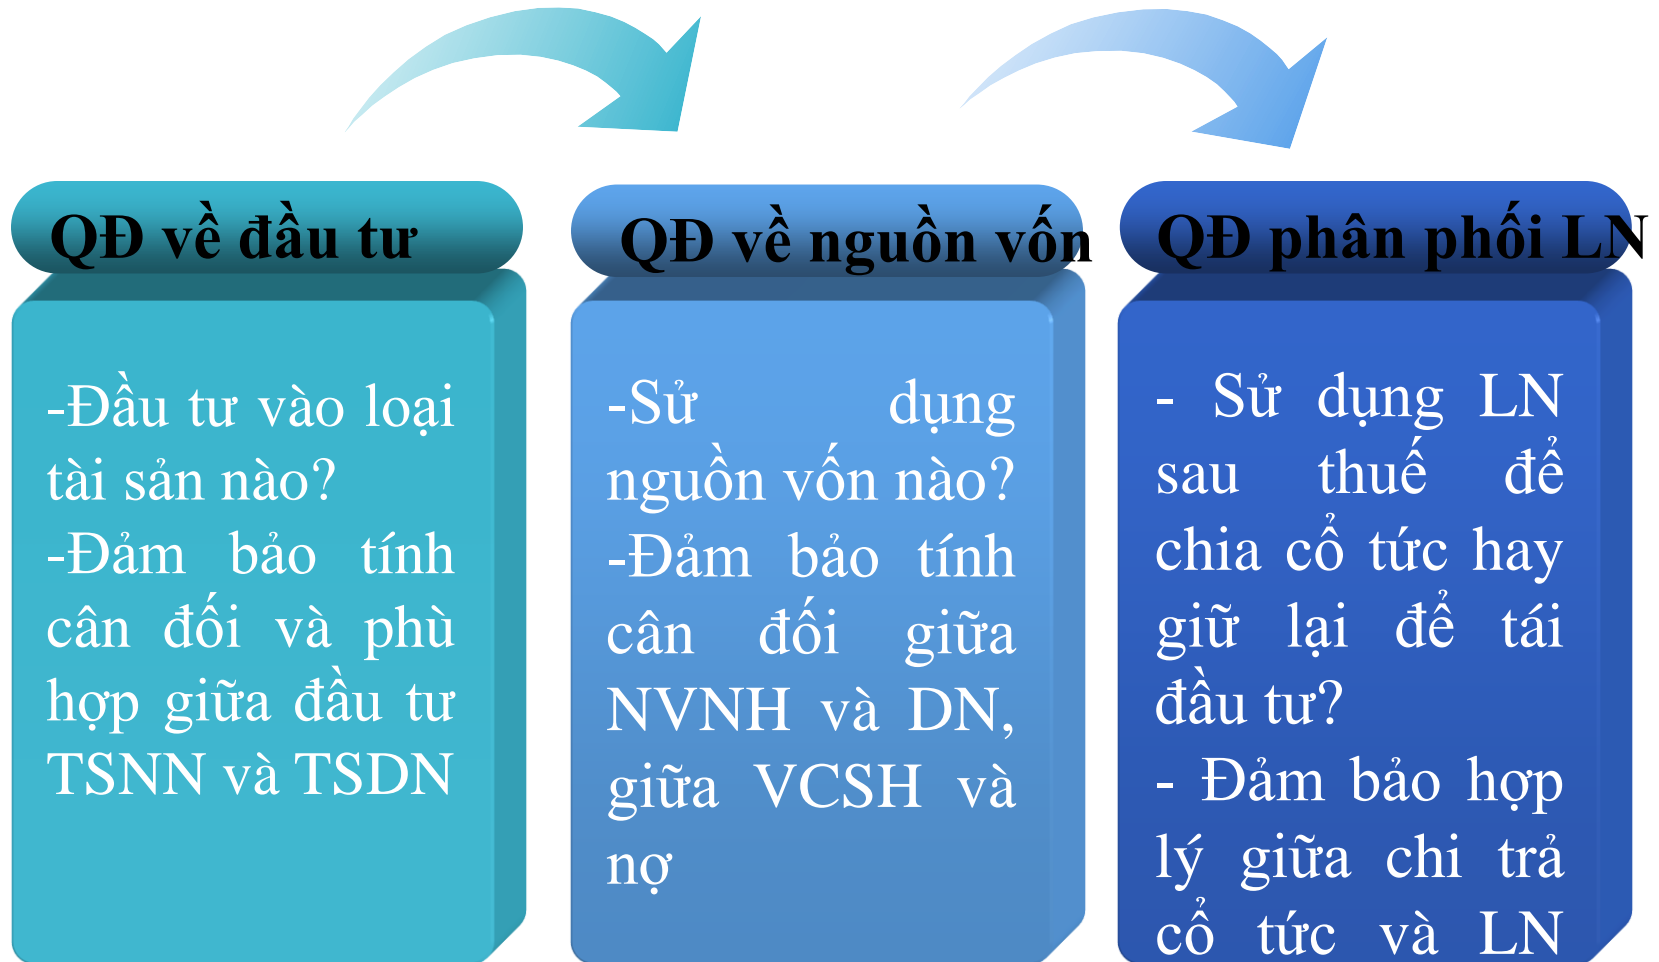 QĐ về đầu tư
-Đầu tư vào loại
tài sản nào?
-Đảm bảo tính
cân đối và phù
hợp giữa đầu tư
TSNN và TSDN
QĐ về nguồn vốn
-Sử dụng
nguồn vốn nào?
-Đảm bảo tính
cân đối giữa
NVNH và DN,
giữa VCSH và
nợ
QĐ phân phối LN
- Sử dụng LN
sau thuế để
chia cổ tức hay
giữ lại để tái
đầu tư?
- Đảm bảo hợp
lý giữa chi trả
cổ tức và LN